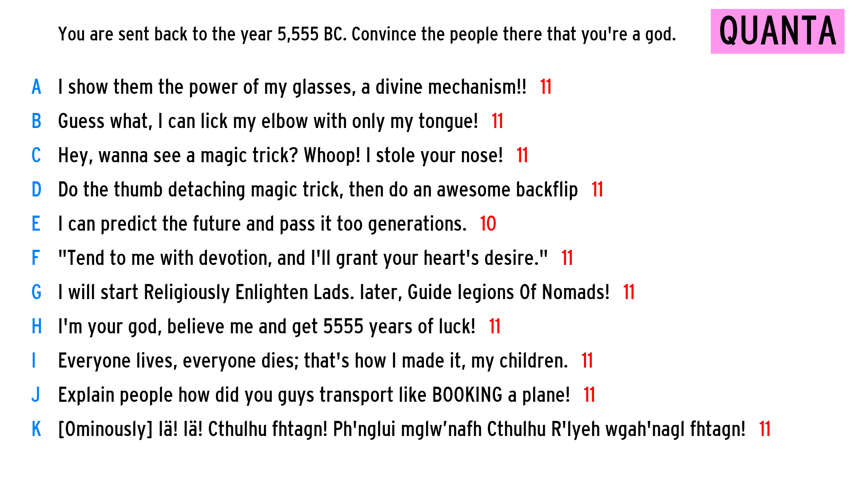 You are sent back to the year 5,555 BC. Convince the people there that you're a god. QUANTA
A I show them the power of my glasses, a divine mechanism!! 11
B Guess what, I can lick my elbow with only my tongue! 11
C Hey, wanna see a magic trick? Whoop! I stole your nose! 11
D Do the thumb detaching magic trick, then do an awesome backflip 11
E I can predict the future and pass it too generations. 10
F "Tend to me with devotion, and I'll grant your heart's desire." 11
G I will start Religiously Enlighten Lads. later, Guide legions Of Nomads! 11
H I'm your god, believe me and get 5555 years of luck! 11
I Everyone lives, everyone dies; that's how I made it, my children. 11
J Explain people how did you guys transport like BOOKING a plane! 11
K [Ominously] Iä! Iä! Cthulhu fhtagn! Ph'nglui mglw’nafh Cthulhu R'lyeh wgah'nagl fhtagn! 11